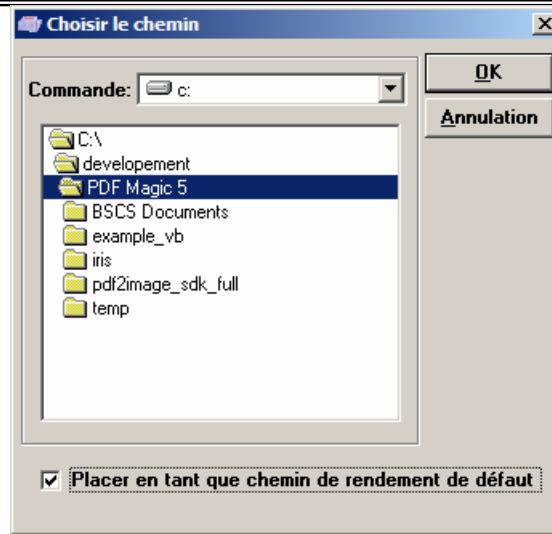 Choisir le chemin
Commande: c:
OK
Annulation
C:\
developement
PDF Magic 5
BSCS Documents
example_vb
iris
pdf2image_sdk_full
temp
Placer en tant que chemin de rendement de défaut